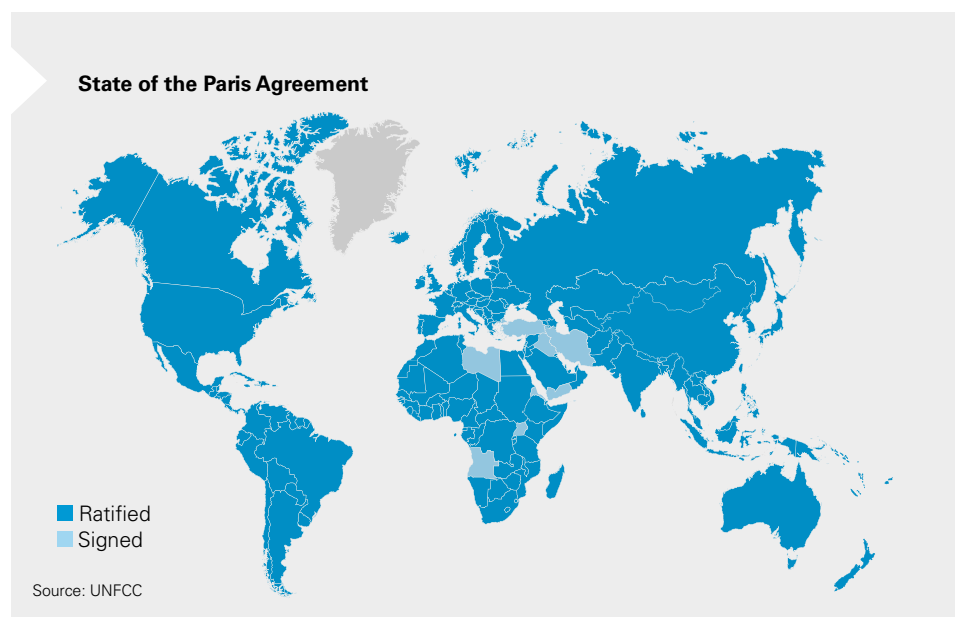 State of the Paris Agreement
Ratified
Signed
Source: UNFCC